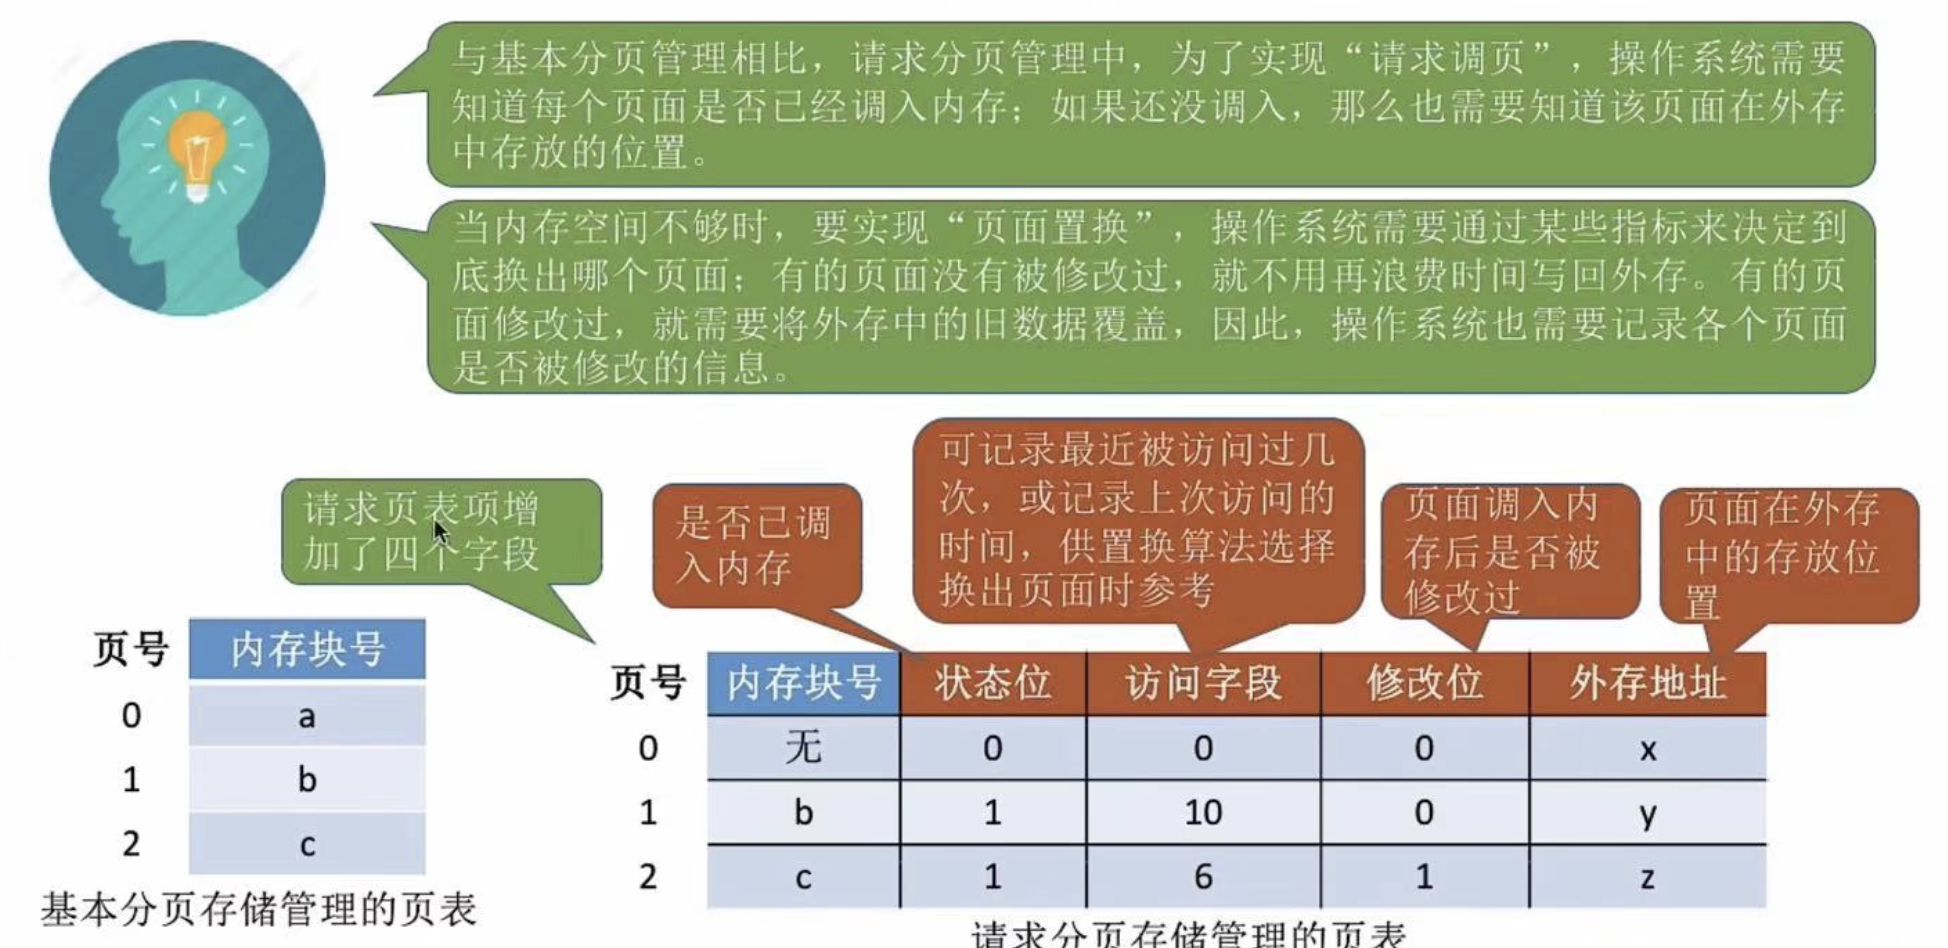 与基本分页管理相比，请求分页管理中，为了实现“请求调页”，操作系统需要
知道每个页面是否已经调入内存；如果还没调入，那么也需要知道该页面在外存
中存放的位置。
当内存空间不够时，要实现“页面置换”，操作系统需要通过某些指标来决定到
底换出哪个页面；有的页面没有被修改过，就不用再浪费时间写回外存。有的页
面修改过，就需要将外存中的旧数据覆盖，因此，操作系统也需要记录各个页面
是否被修改的信息。
请求页表项增
加了四个字段
是否已调
入内存
可记录最近被访问过几
次，或记录上次访问的
时间，供置换算法选择
换出页面时参考
页面调入内
存后是否被
修改过
页面在外存
中的存放位
置
页号 内存块号
0 a
1 b
2 c
基本分页存储管理的页表
页号 内存块号 状态位 访问字段 修改位 外存地址
0 无 0 0 0 x
1 b 1 10 0 y
2 c 1 6 1 z
请求分页存储管理的页表